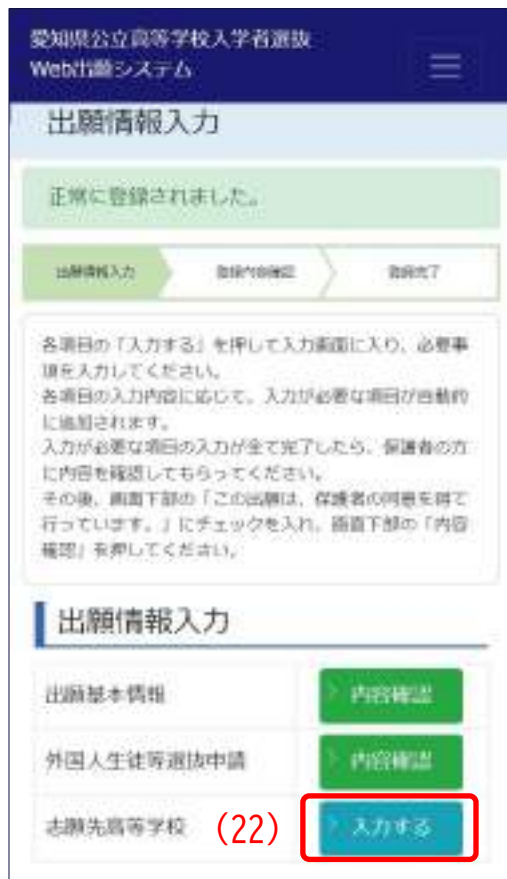 愛知県公立高等学校入学者選抜
Web出願システム
出願情報入力
正常に登録されました。
出願情報入力
登録内容確認
登録完了
各項目の「入力する」を押して入力画面に入り、必要事
項を入力してください。
各項目の入力内容に応じて、入力が必要な項目が自動的
に追加されます。
入力が必要な項目の入力が全て完了したら、保護者の方
に内容を確認してもらってください。
その後、画面下部の「この出願は、保護者の同意を得て
行っています。」にチェックを入れ、画面下部の「内容
確認」を押してください。
出願情報入力
出願基本情報
内容確認
外国人生徒等選抜申請
内容確認
志願先高等学校 (22) 入力する